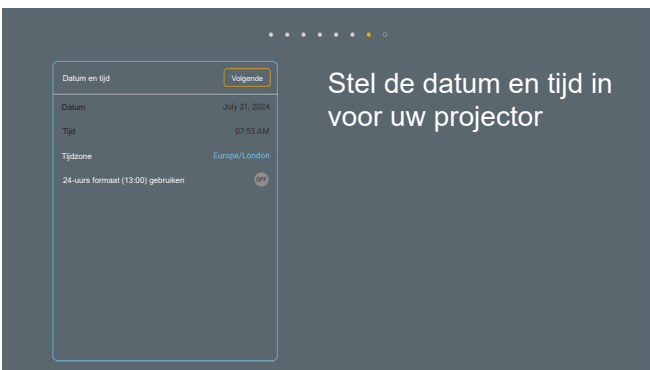 Datum en tijd
Volgende
Datum
July 31, 2024
Tijd
07:53 AM
Tijdzone
Europe/London
24-uurs formaat (13:00) gebruiken
OFF
Stel de datum en tijd in
voor uw projector